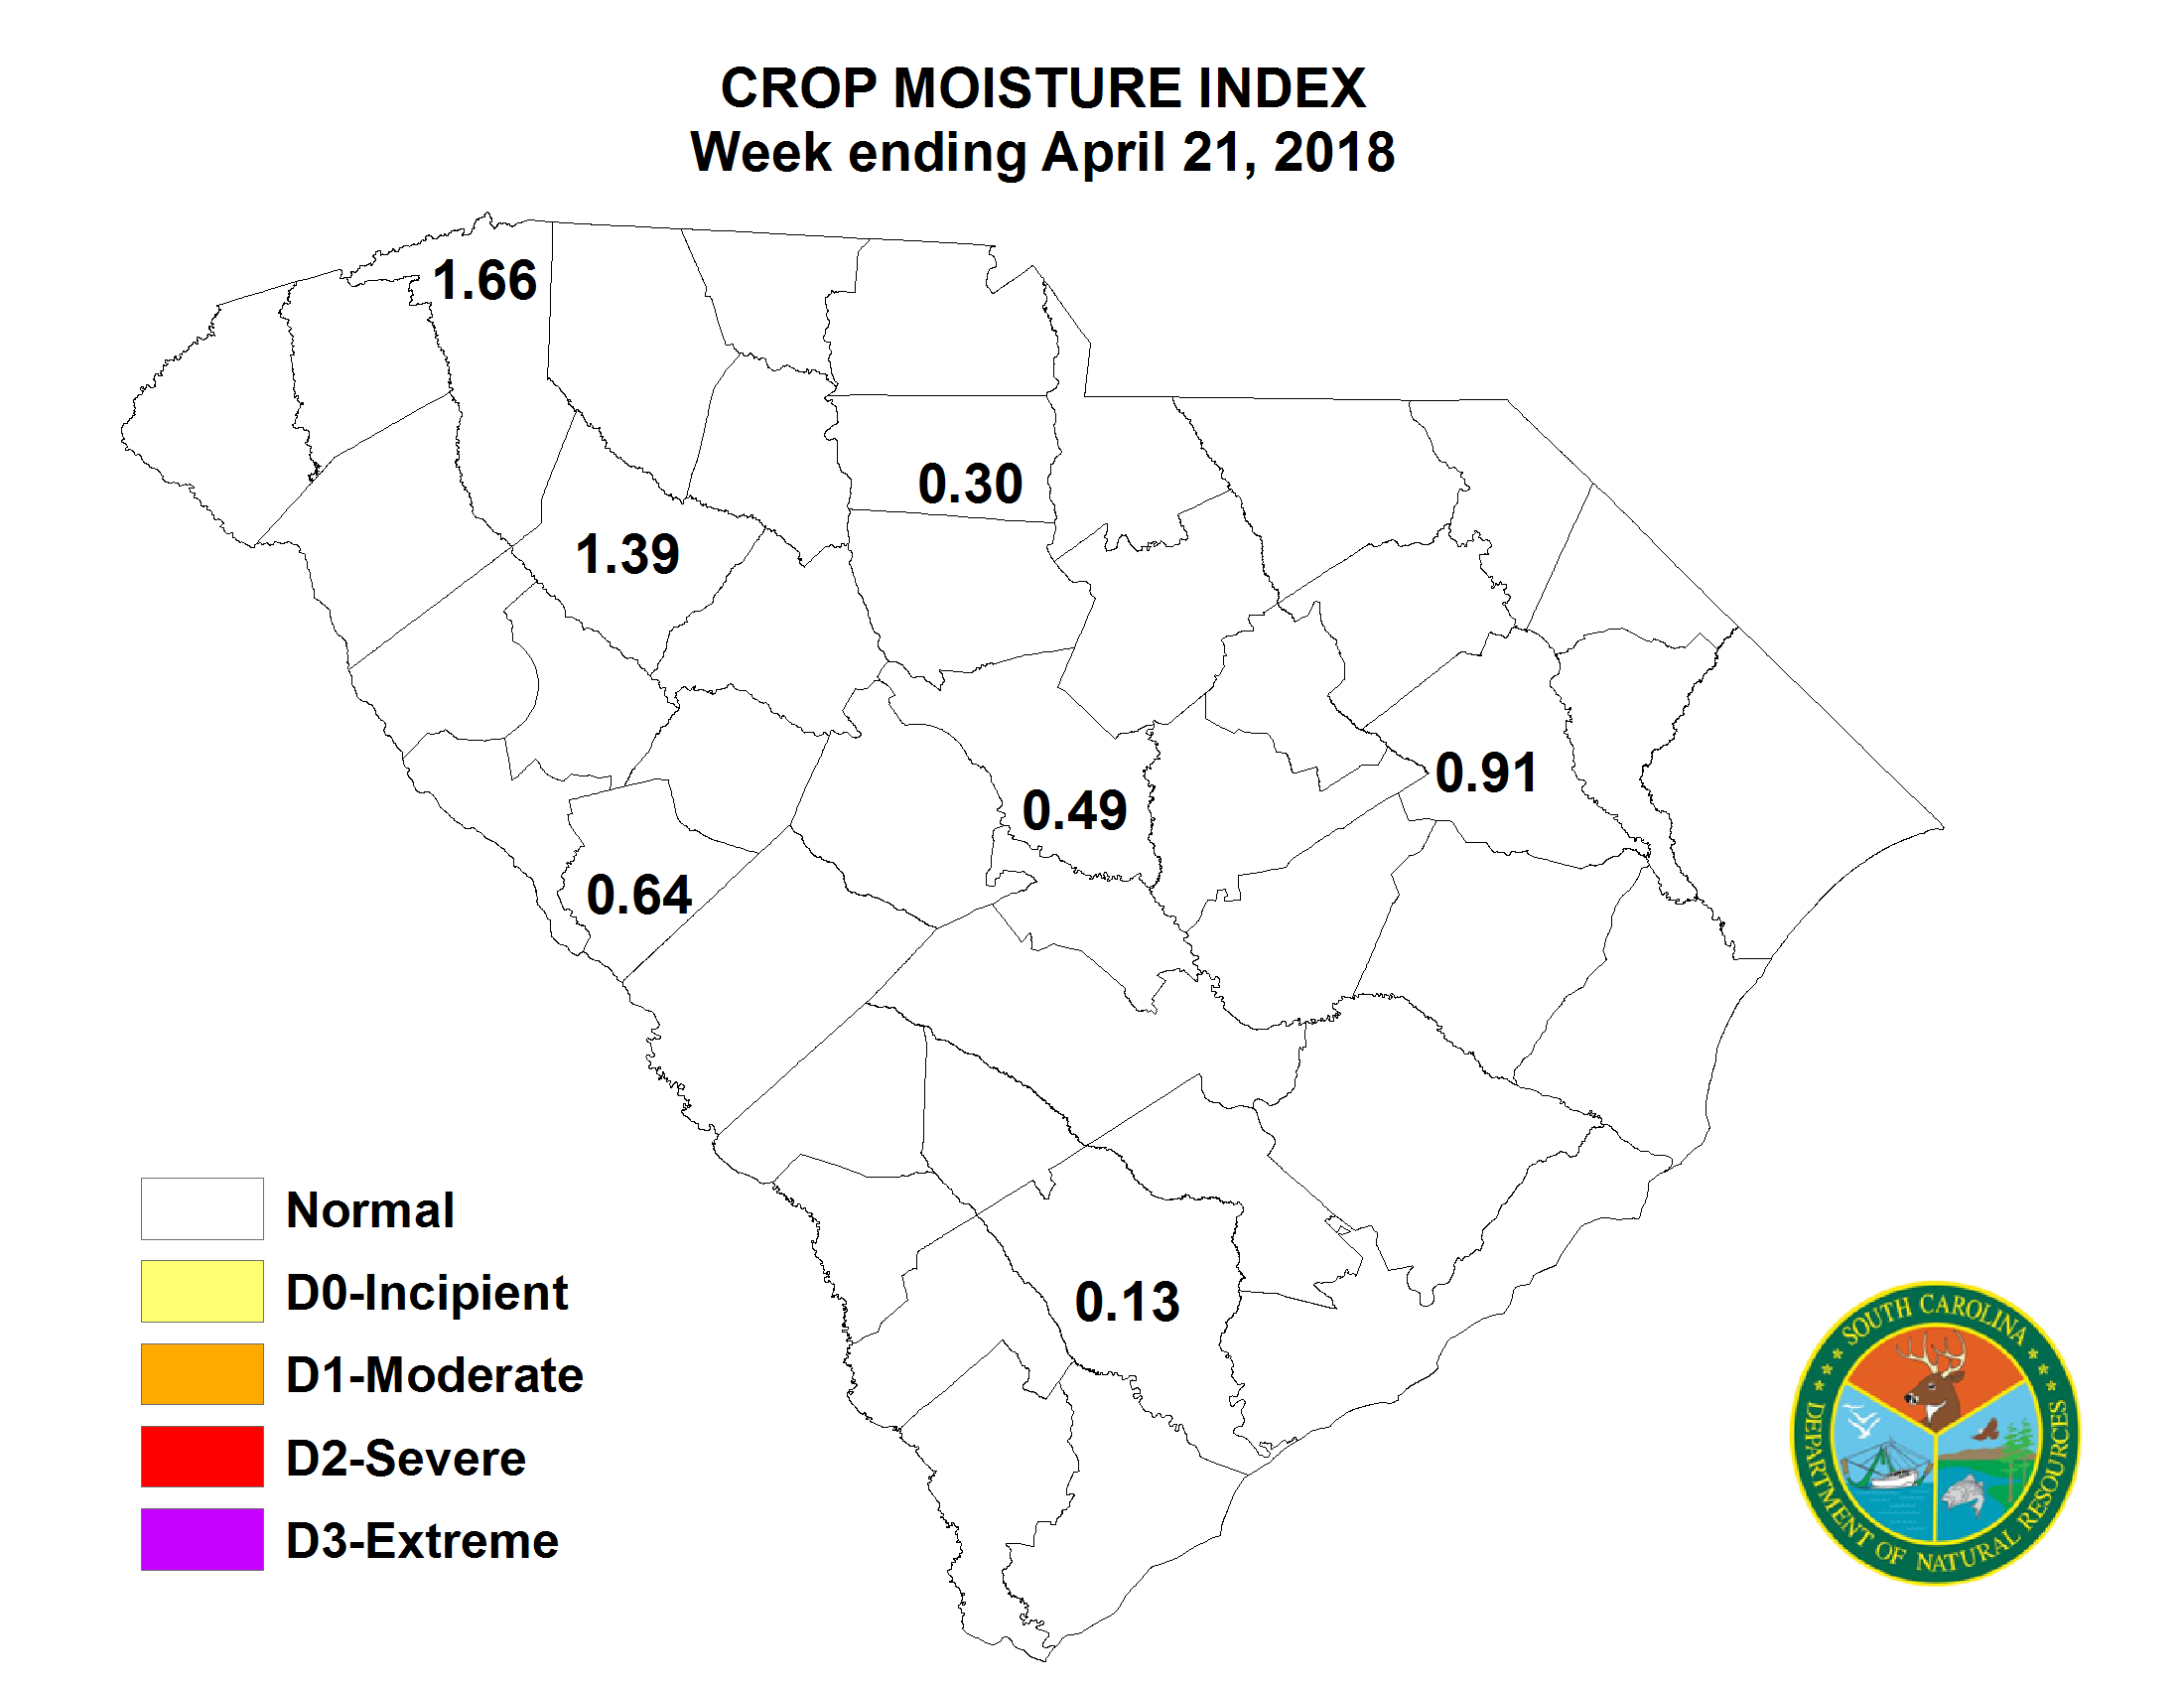 CROP MOISTURE INDEX
Week ending April 21, 2018
1.66
0.30
1.39
0.91
0.49
0.64
0.13
Normal
D0-Incipient
D1-Moderate
D2-Severe
D3-Extreme
SOUTH CAROLINA
DEPARTMENT OF NATURAL RESOURCES